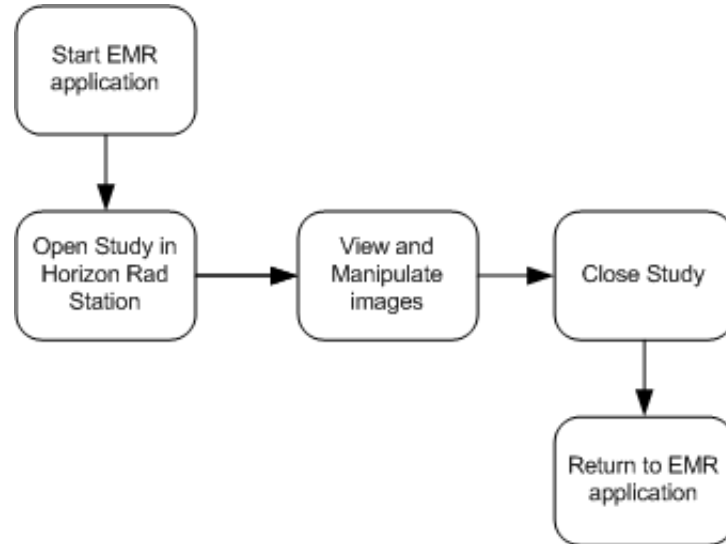 Start EMR
application
Open Study in
Horizon Rad
Station
View and
Manipulate
images
Close Study
Return to EMR
application